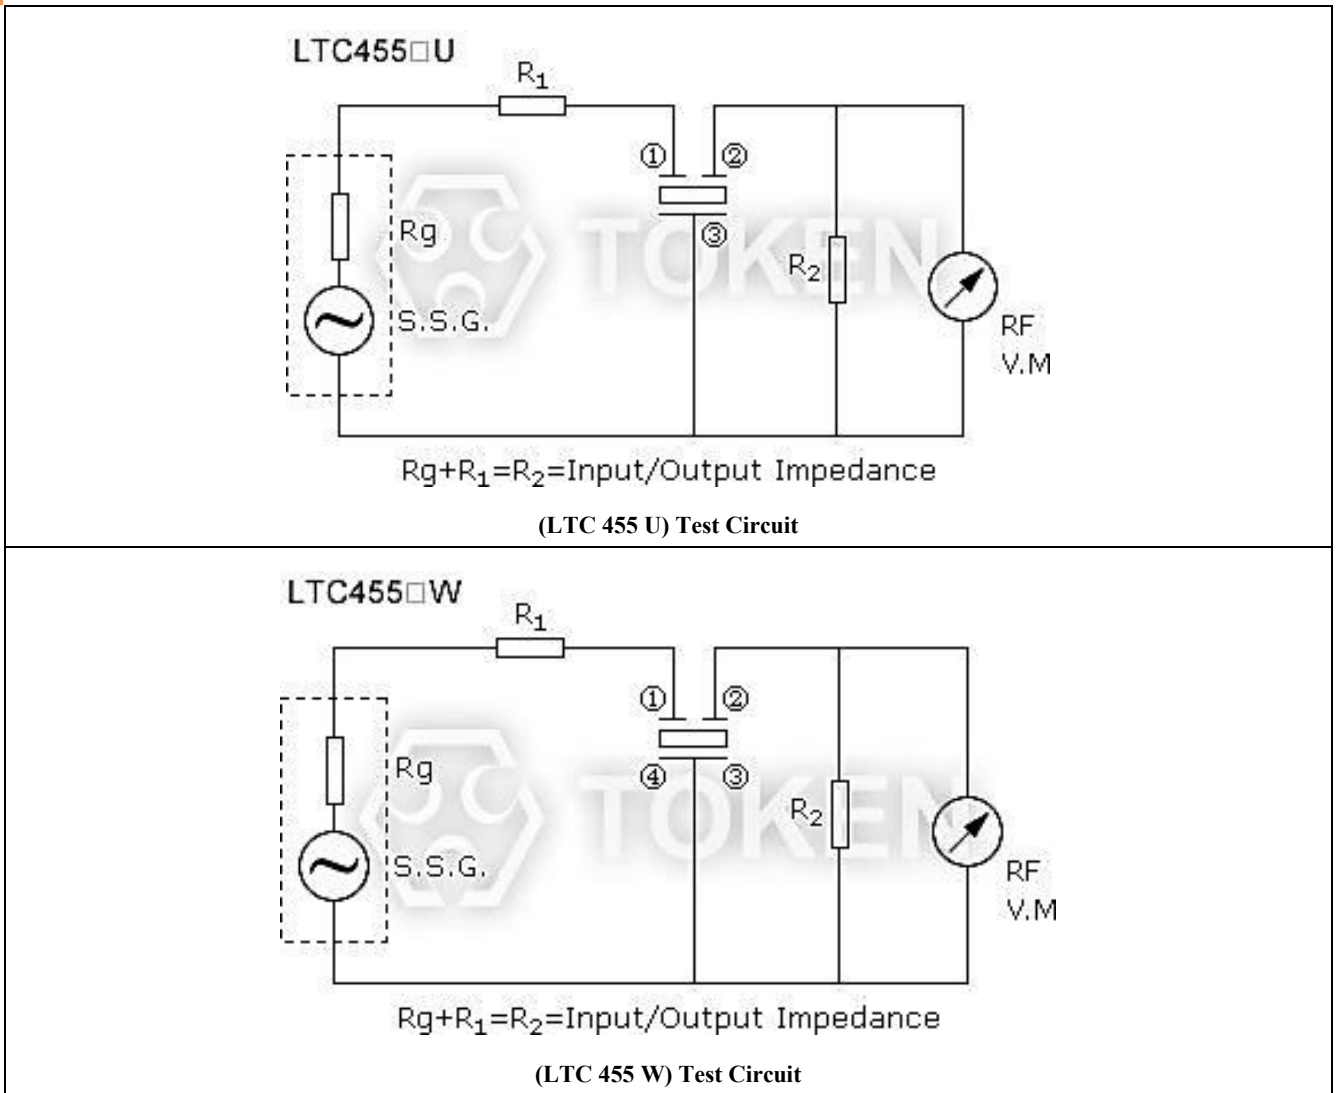 LTC455□U
R₁
① ②
Rg
③
TOKEN
R₂
S.S.G.
RF
V.M
Rg+R₁=R₂=Input/Output Impedance
(LTC 455 U) Test Circuit
LTC455□W
R₁
① ②
Rg
④ ③
TOKEN
R₂
S.S.G.
RF
V.M
Rg+R₁=R₂=Input/Output Impedance
(LTC 455 W) Test Circuit